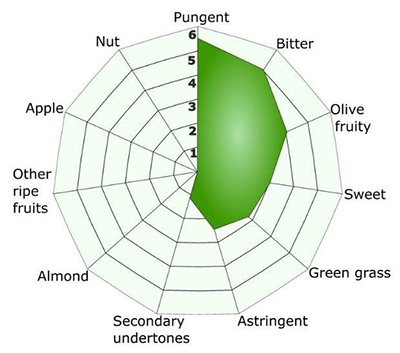 Pungent
Bitter
Olive
fruity
Sweet
Green grass
Astringent
Secondary
undertones
Almond
Other
ripe
fruits
Apple
Nut
6
5
4
3
2
1